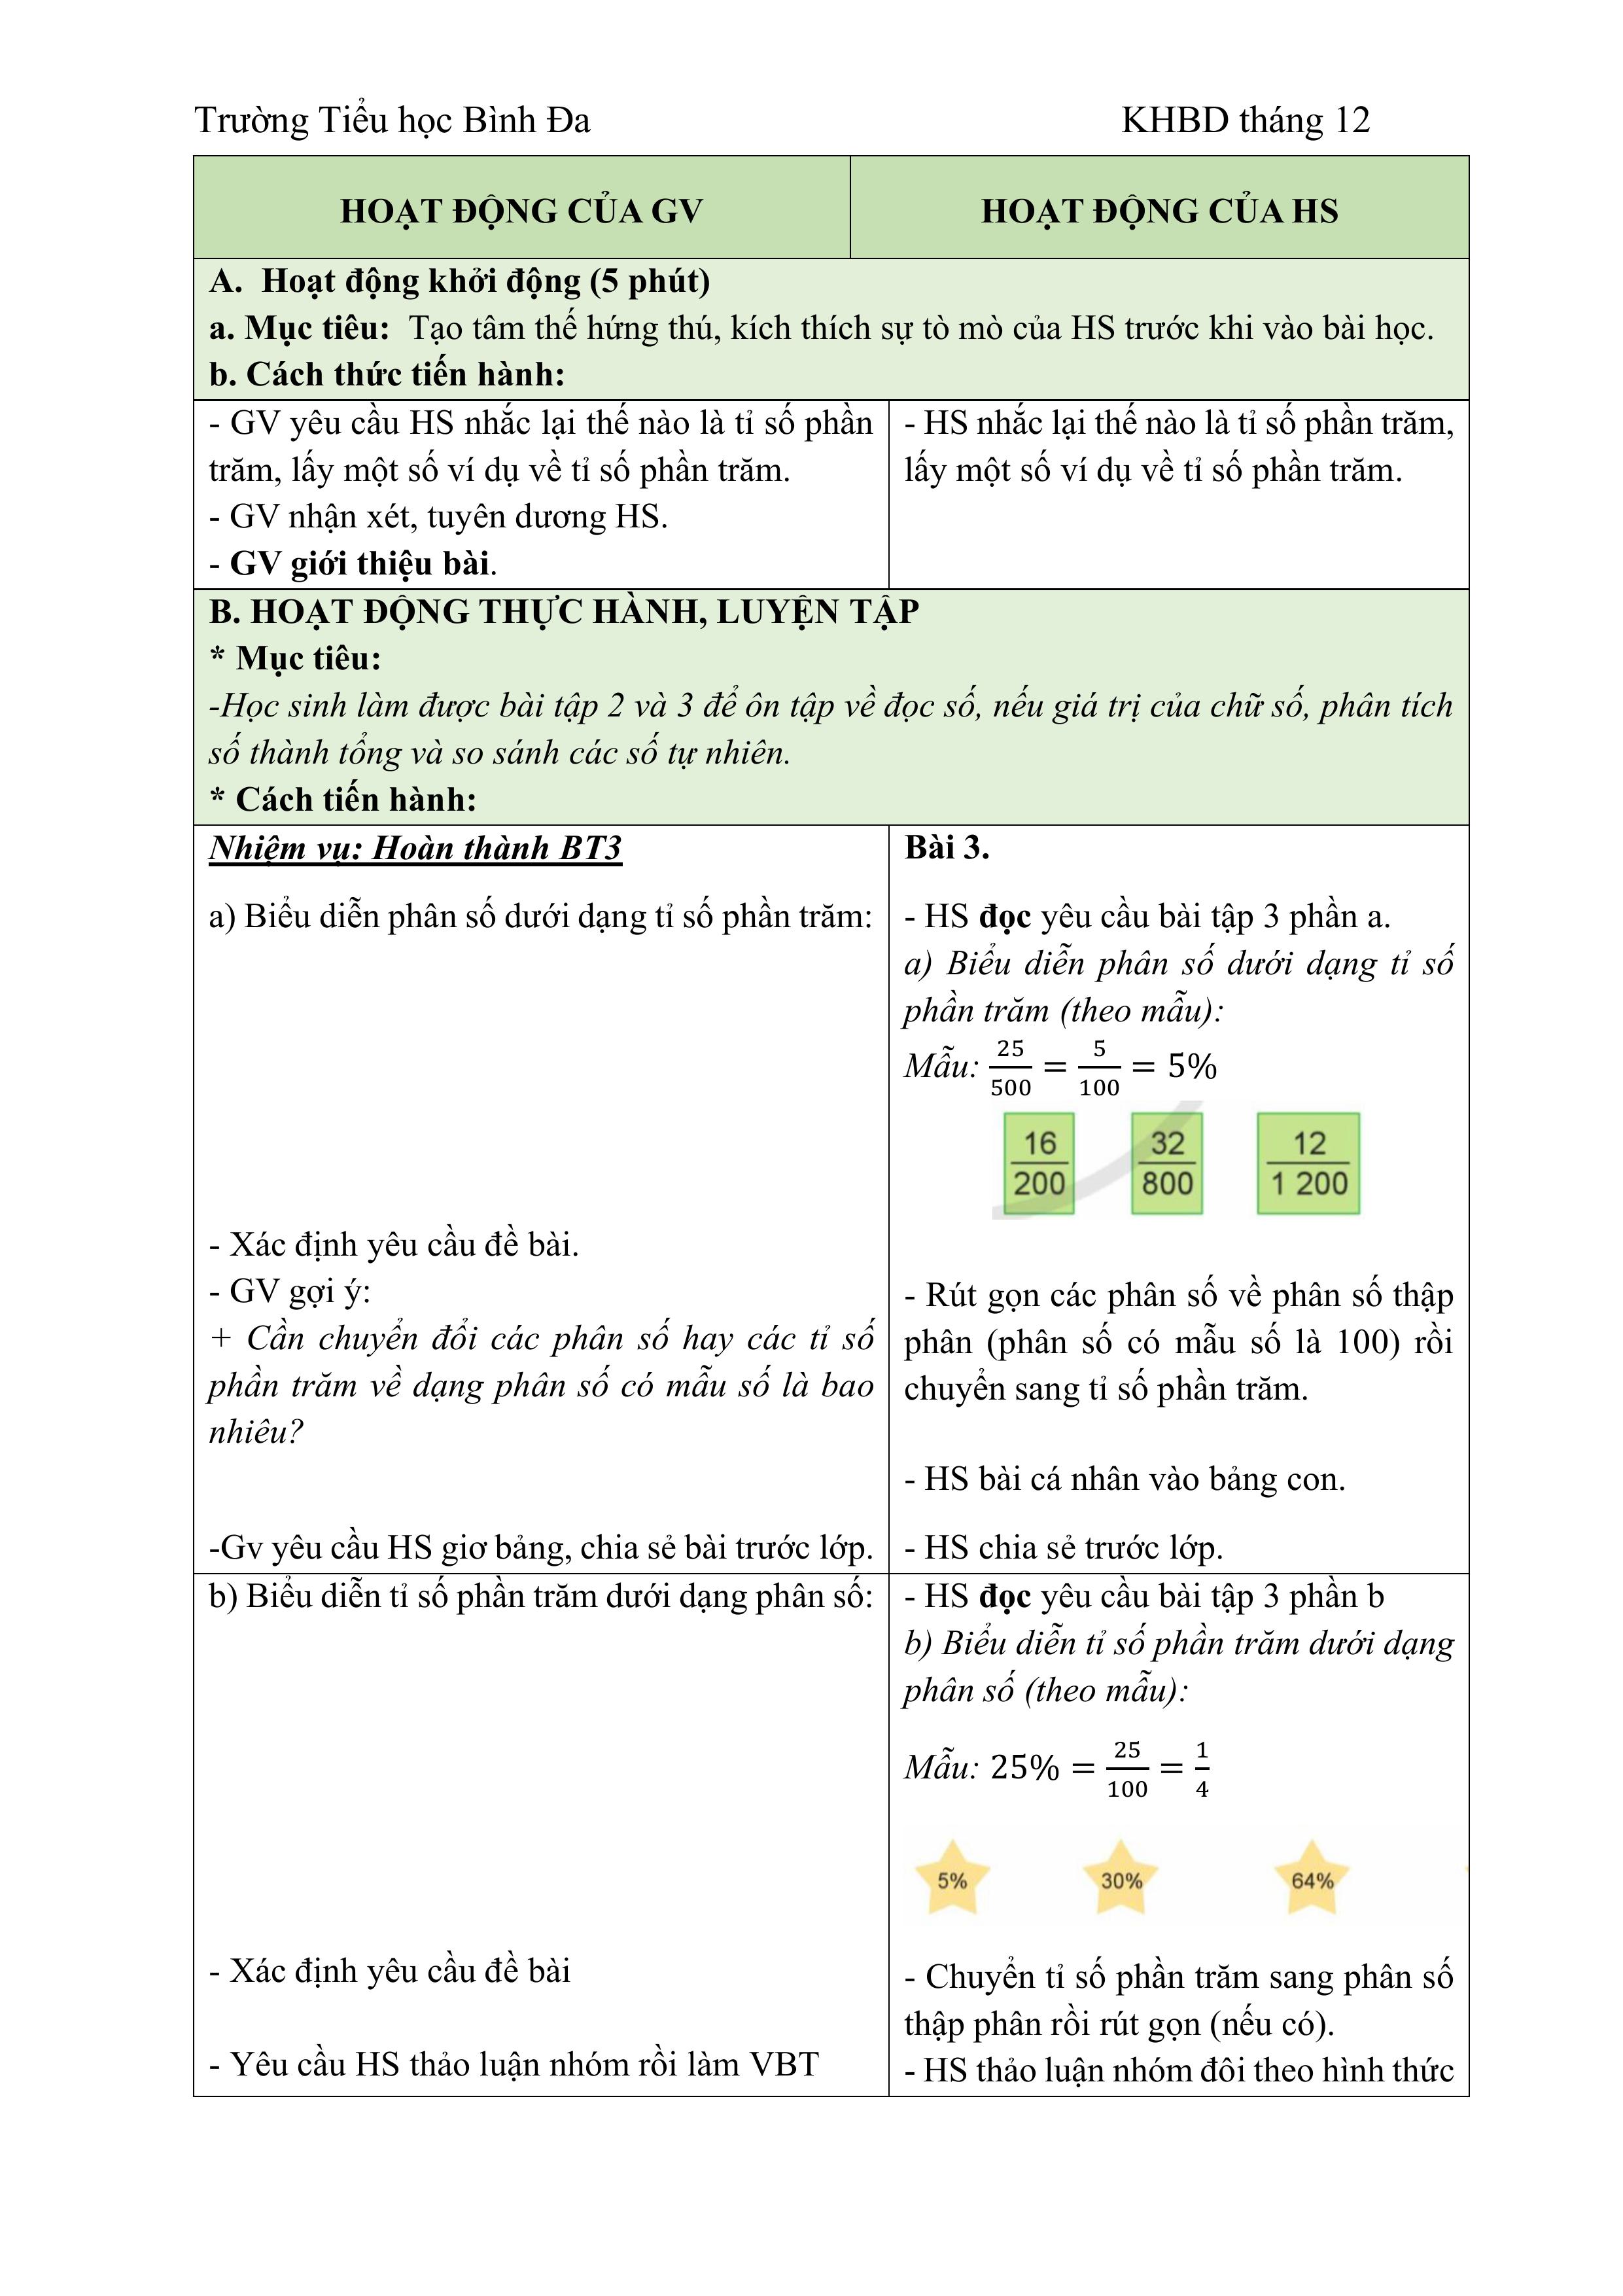 Trường Tiểu học Bình Đa KHBD tháng 12
HOẠT ĐỘNG CỦA GV HOẠT ĐỘNG CỦA HS
A. Hoạt động khởi động (5 phút)
a. Mục tiêu: Tạo tâm thế hứng thú, kích thích sự tò mò của HS trước khi vào bài học.
b. Cách thức tiến hành:
- GV yêu cầu HS nhắc lại thế nào là tỉ số phần
trăm, lấy một số ví dụ về tỉ số phần trăm.
- GV nhận xét, tuyên dương HS.
- GV giới thiệu bài.
- HS nhắc lại thế nào là tỉ số phần trăm,
lấy một số ví dụ về tỉ số phần trăm.
B. HOẠT ĐỘNG THỰC HÀNH, LUYỆN TẬP
* Mục tiêu:
-Học sinh làm được bài tập 2 và 3 để ôn tập về đọc số, nếu giá trị của chữ số, phân tích
số thành tổng và so sánh các số tự nhiên.
* Cách tiến hành:
Nhiệm vụ: Hoàn thành BT3
a) Biểu diễn phân số dưới dạng tỉ số phần trăm:
- Xác định yêu cầu đề bài.
- GV gợi ý:
+ Cần chuyển đổi các phân số hay các tỉ số
phần trăm về dạng phân số có mẫu số là bao
nhiêu?
-Gv yêu cầu HS giơ bảng, chia sẻ bài trước lớp.
Bài 3.
- HS đọc yêu cầu bài tập 3 phần a.
a) Biểu diễn phân số dưới dạng tỉ số
phần trăm (theo mẫu):
Mẫu: 25/500 = 5/100 = 5%
16/200 32/800 12/1 200
- Rút gọn các phân số về phân số thập
phân (phân số có mẫu số là 100) rồi
chuyển sang tỉ số phần trăm.
- HS bài cá nhân vào bảng con.
- HS chia sẻ trước lớp.
b) Biểu diễn tỉ số phần trăm dưới dạng phân số:
- Xác định yêu cầu đề bài
- Yêu cầu HS thảo luận nhóm rồi làm VBT
- HS đọc yêu cầu bài tập 3 phần b
b) Biểu diễn tỉ số phần trăm dưới dạng
phân số (theo mẫu):
Mẫu: 25% = 25/100 = 1/4
5% 30% 64%
- Chuyển tỉ số phần trăm sang phân số
thập phân rồi rút gọn (nếu có).
- HS thảo luận nhóm đôi theo hình thức